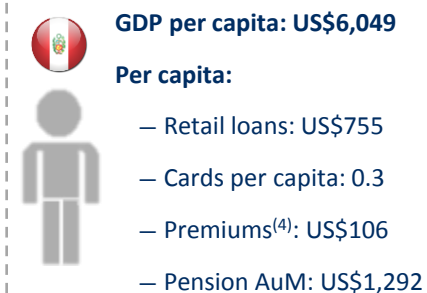 GDP per capita: US$6,049
Per capita:
— Retail loans: US$755
— Cards per capita: 0.3
— Premiums(4): US$106
— Pension AuM: US$1,292